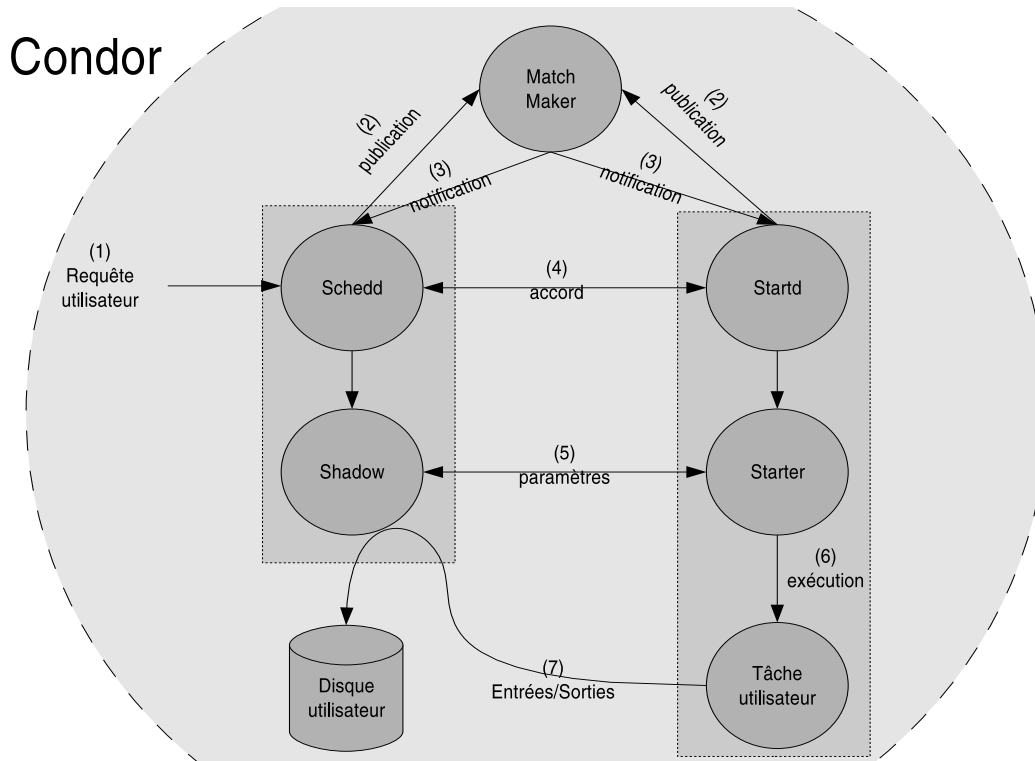 Condor
Match
Maker
(2)
publication
(2)
publication
(3)
notification
(3)
notification
(1)
Requête
utilisateur
Schedd
(4)
accord
Startd
Shadow
(5)
paramètres
Starter
(6)
exécution
(7)
Entrées/Sorties
Disque
utilisateur
Tâche
utilisateur